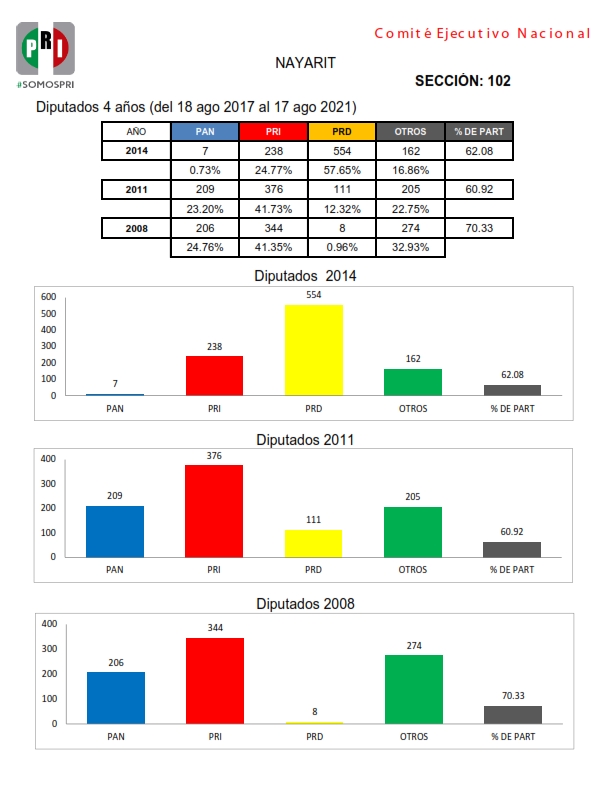 Comité Ejecutivo Nacional
PRI
#SOMOSPRI
NAYARIT
SECCIÓN: 102
Diputados 4 años (del 18 ago 2017 al 17 ago 2021)
AÑO PAN PRI PRD OTROS % DE PART
2014 7 238 554 162 62.08
0.73% 24.77% 57.65% 16.86%
2011 209 376 111 205 60.92
23.20% 41.73% 12.32% 22.75%
2008 206 344 8 274 70.33
24.76% 41.35% 0.96% 32.93%
Diputados 2014
600
500
400
300
200
100
0
7 238 554 162 62.08
PAN PRI PRD OTROS % DE PART
Diputados 2011
400
300
200
100
0
209 376 111 205 60.92
PAN PRI PRD OTROS % DE PART
Diputados 2008
400
300
200
100
0
206 344 8 274 70.33
PAN PRI PRD OTROS % DE PART